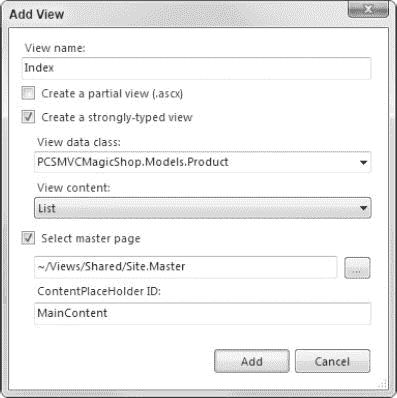 Add View
View name:
Index
Create a partial view (.ascx)
Create a strongly-typed view
View data class:
PCSMVCMagicShop.Models.Product
View content:
List
Select master page
~/Views/Shared/Site.Master
...
ContentPlaceHolder ID:
MainContent
Add Cancel